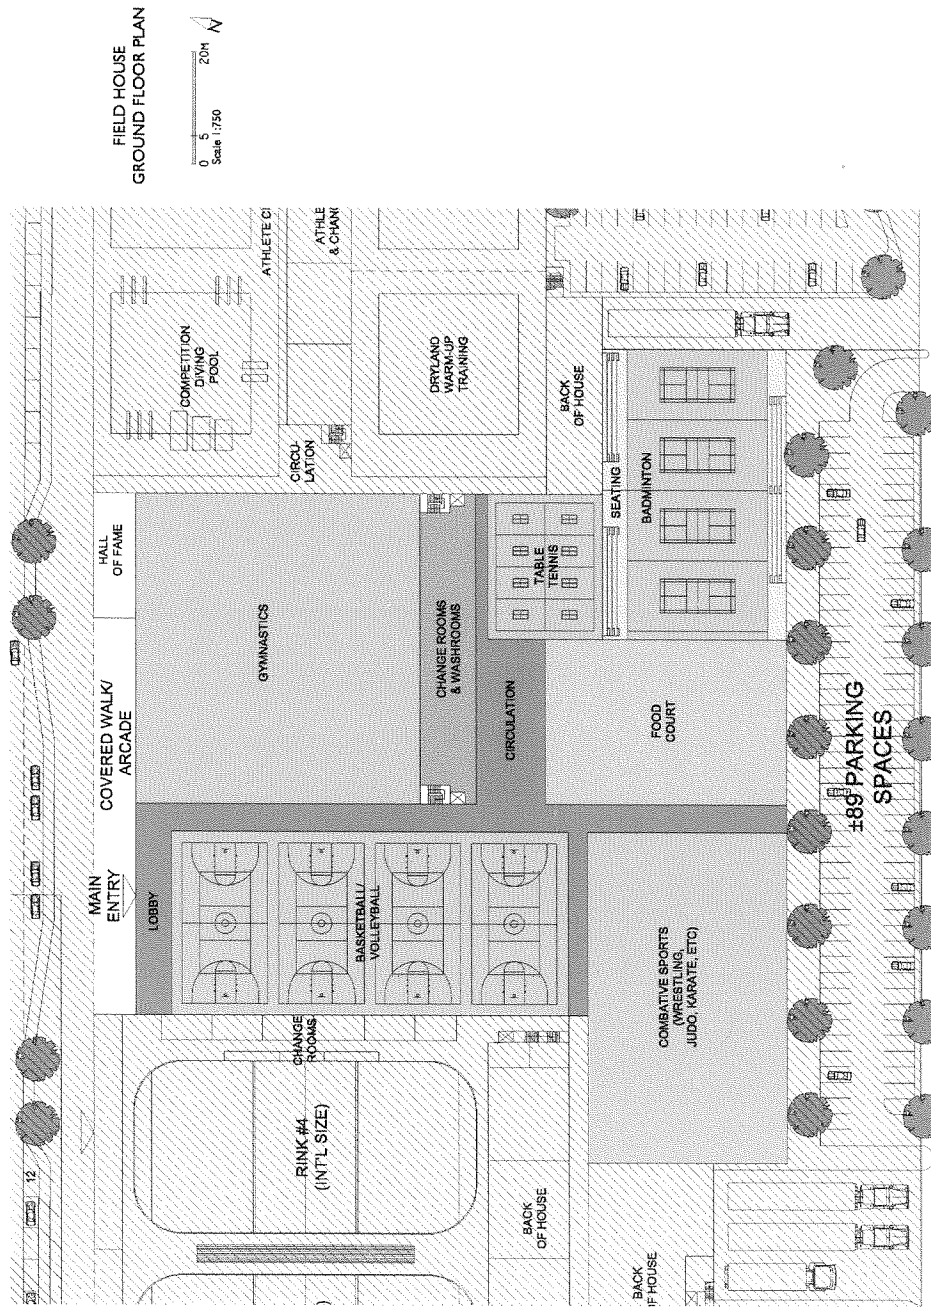 FIELD HOUSE
GROUND FLOOR PLAN
0 5 20M
Scale 1:750
N
MAIN
ENTRY
COVERED WALK/
ARCADE
HALL
OF FAME
COMPETITION
DIVING
POOL
ATHLETE CI
ATHLE
& CHANG
LOBBY
GYMNASTICS
CIRCU-
LATION
DRYLAND
WARM-UP
TRAINING
12
RINK #4
(INT'L SIZE)
CHANGE
ROOMS
BASKETBALL/
VOLLEYBALL
CHANGE ROOMS
& WASHROOMS
CIRCULATION
TABLE
TENNIS
BACK
OF HOUSE
SEATING
BADMINTON
BACK
OF HOUSE
COMBATIVE SPORTS
(WRESTLING,
JUDO, KARATE, ETC)
FOOD
COURT
BACK
OF HOUSE
±89 PARKING
SPACES